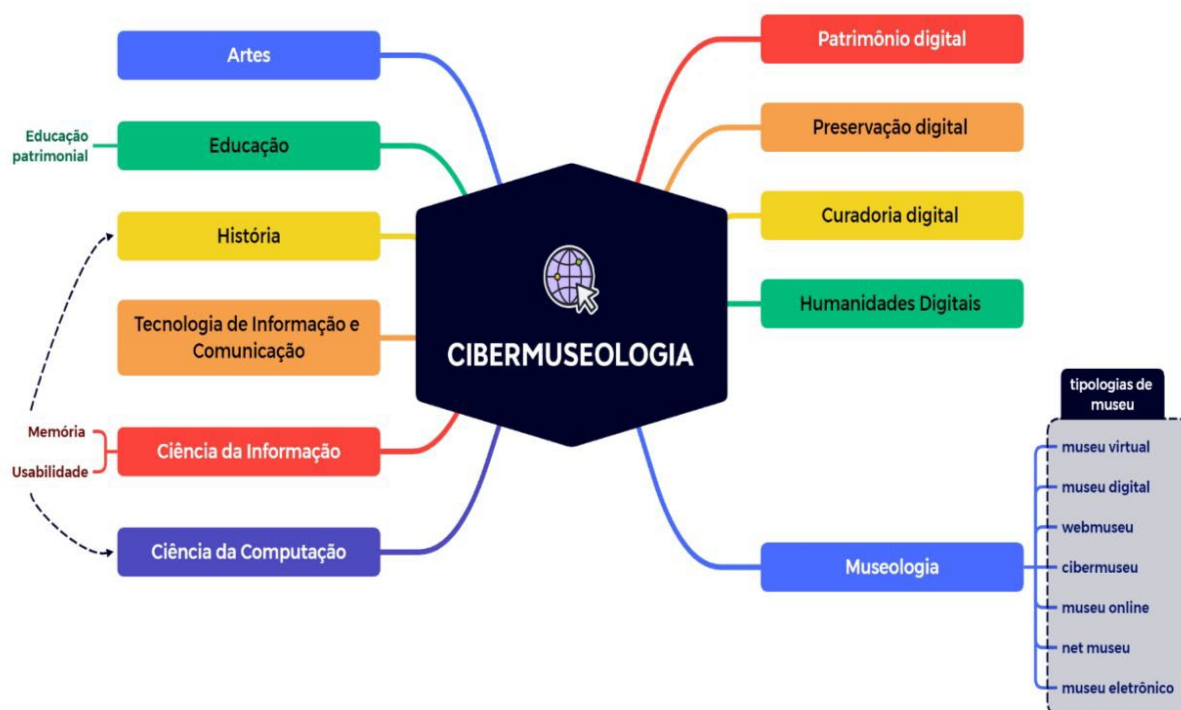 Artes
Educação
patrimonial
Educação
História
Tecnologia de Informação e
Comunicação
Memória
Usabilidade
Ciência da Informação
Ciência da Computação
CIBERMUSEOLOGIA
Patrimônio digital
Preservação digital
Curadoria digital
Humanidades Digitais
Museologia
tipologias de
museu
museu virtual
museu digital
webmuseu
cibermuseu
museu online
net museu
museu eletrônico